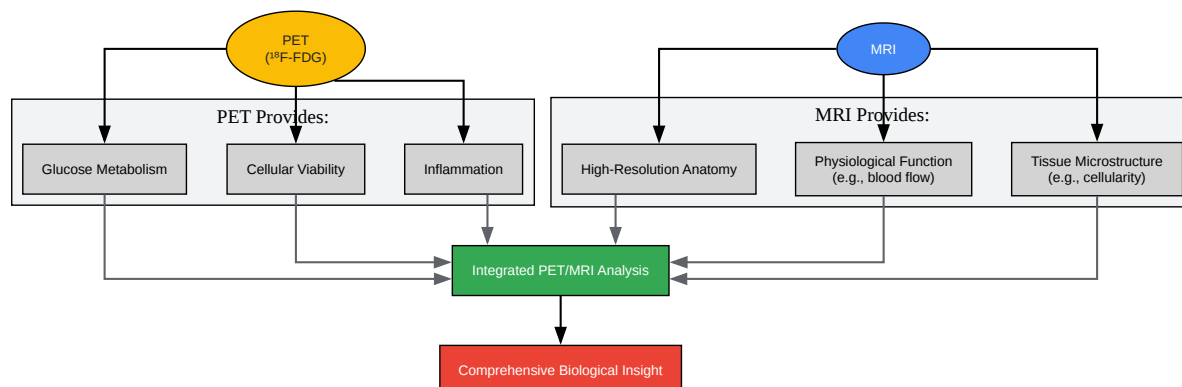 PET
(¹⁸F-FDG)
MRI
PET Provides:
MRI Provides:
Glucose Metabolism
Cellular Viability
Inflammation
High-Resolution Anatomy
Physiological Function
(e.g., blood flow)
Tissue Microstructure
(e.g., cellularity)
Integrated PET/MRI Analysis
Comprehensive Biological Insight